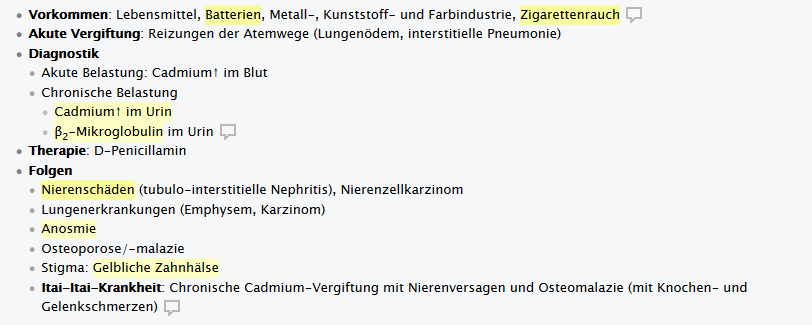 Vorkommen: Lebensmittel, Batterien, Metall-, Kunststoff- und Farbindustrie, Zigarettenrauch
Akute Vergiftung: Reizungen der Atemwege (Lungenödem, interstitielle Pneumonie)
Diagnostik
Akute Belastung: Cadmium↑ im Blut
Chronische Belastung
Cadmium↑ im Urin
β₂-Mikroglobulin im Urin
Therapie: D-Penicillamin
Folgen
Nierenschäden (tubulo-interstitielle Nephritis), Nierenzellkarzinom
Lungenerkrankungen (Emphysem, Karzinom)
Anosmie
Osteoporose/-malazie
Stigma: Gelbliche Zahnhälse
Itai-Itai-Krankheit: Chronische Cadmium-Vergiftung mit Nierenversagen und Osteomalazie (mit Knochen- und
Gelenkschmerzen)